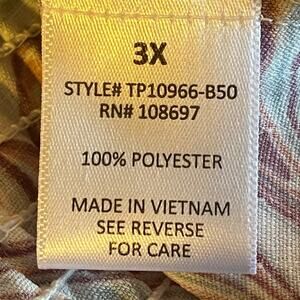 3X
STYLE# TP10966-B50
RN# 108697
100% POLYESTER
MADE IN VIETNAM
SEE REVERSE
FOR CARE